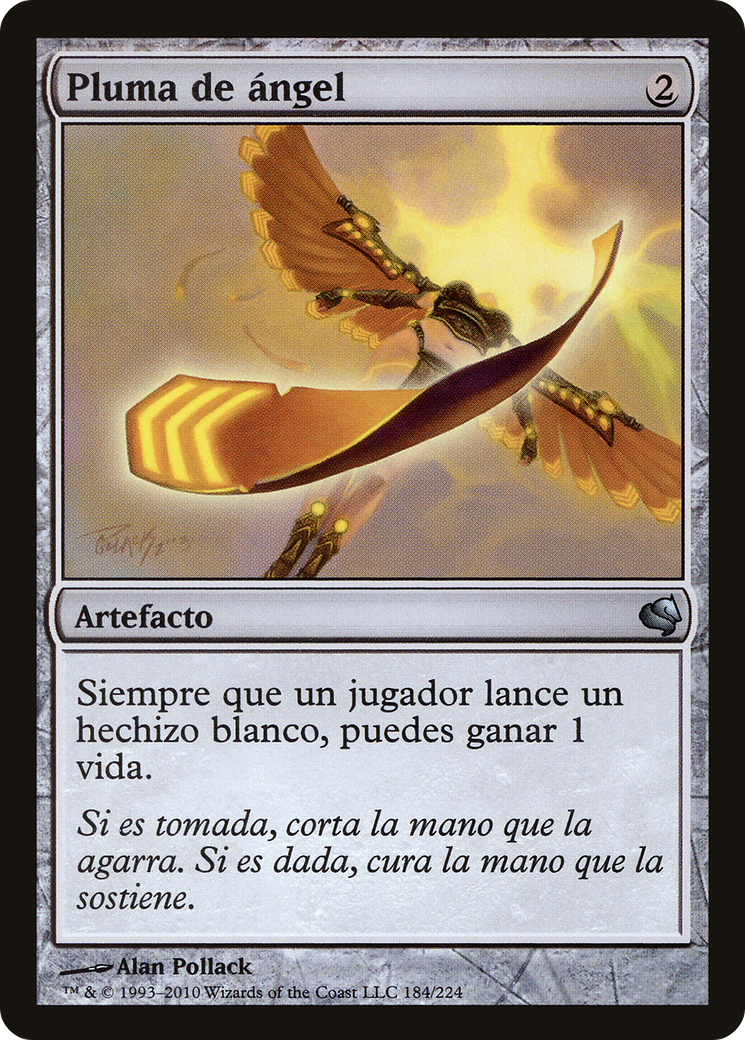 Pluma de ángel
2
Artefacto
Siempre que un jugador lance un
hechizo blanco, puedes ganar 1
vida.
Si es tomada, corta la mano que la
agarra. Si es dada, cura la mano que la
sostiene.
Alan Pollack
™ & © 1993–2010 Wizards of the Coast LLC 184/224